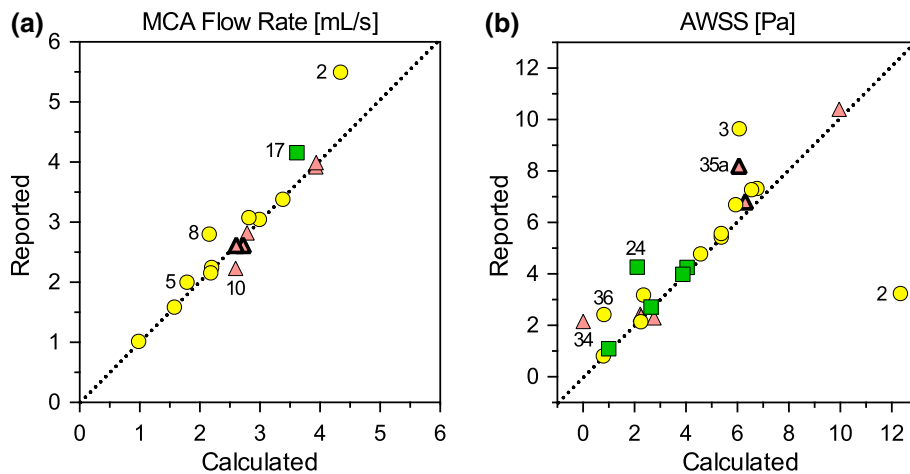 (a) MCA Flow Rate [mL/s]
6
5
4
3
2
1
0
Reported
2
17
8
5
10
0 1 2 3 4 5 6
Calculated
(b) AWSS [Pa]
12
10
8
6
4
2
0
Reported
3
35a
24
36
34
2
0 2 4 6 8 10 12
Calculated